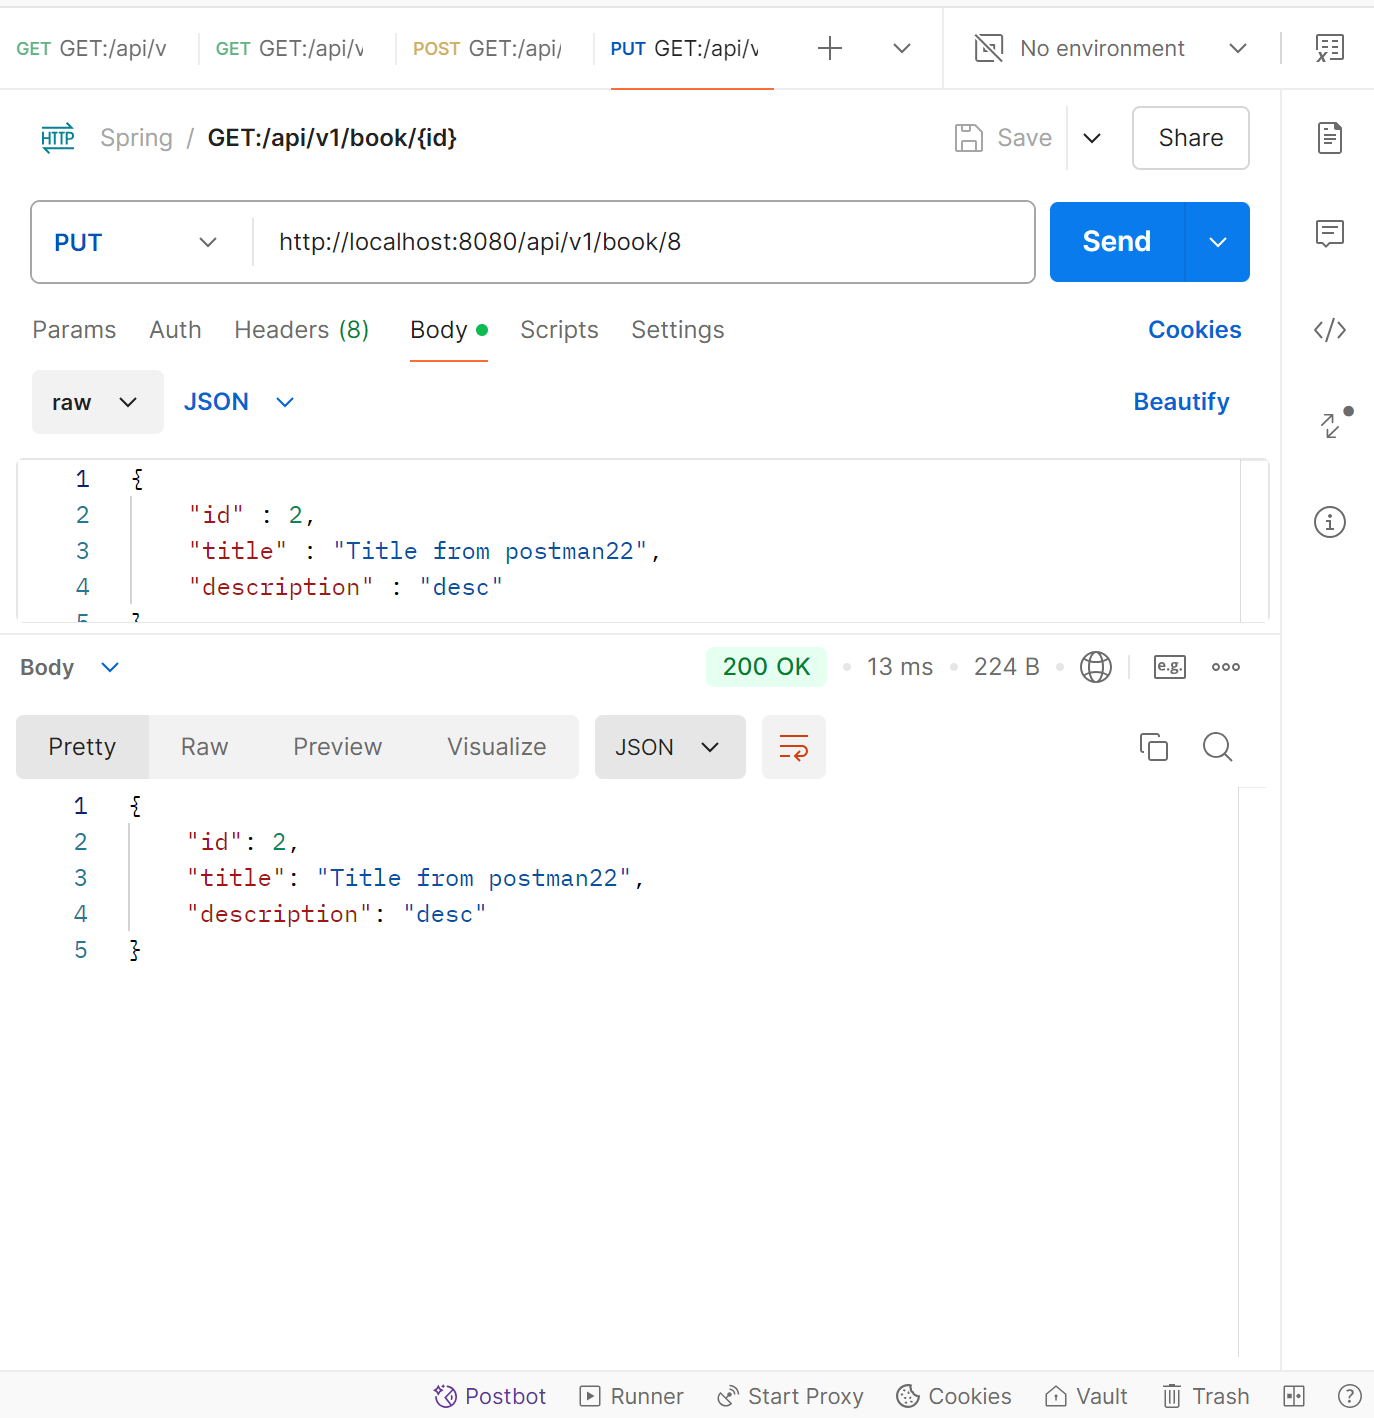 GET GET:/api/v GET GET:/api/v POST GET:/api/ PUT GET:/api/v No environment
HTTP Spring / GET:/api/v1/book/{id} Save Share
PUT http://localhost:8080/api/v1/book/8 Send
Params Auth Headers (8) Body Scripts Settings Cookies
raw JSON Beautify
1 {
2 "id" : 2,
3 "title" : "Title from postman22",
4 "description" : "desc"
5 }
Body 200 OK 13 ms 224 B e.g.
Pretty Raw Preview Visualize JSON
1 {
2 "id": 2,
3 "title": "Title from postman22",
4 "description": "desc"
5 }
Postbot Runner Start Proxy Cookies Vault Trash